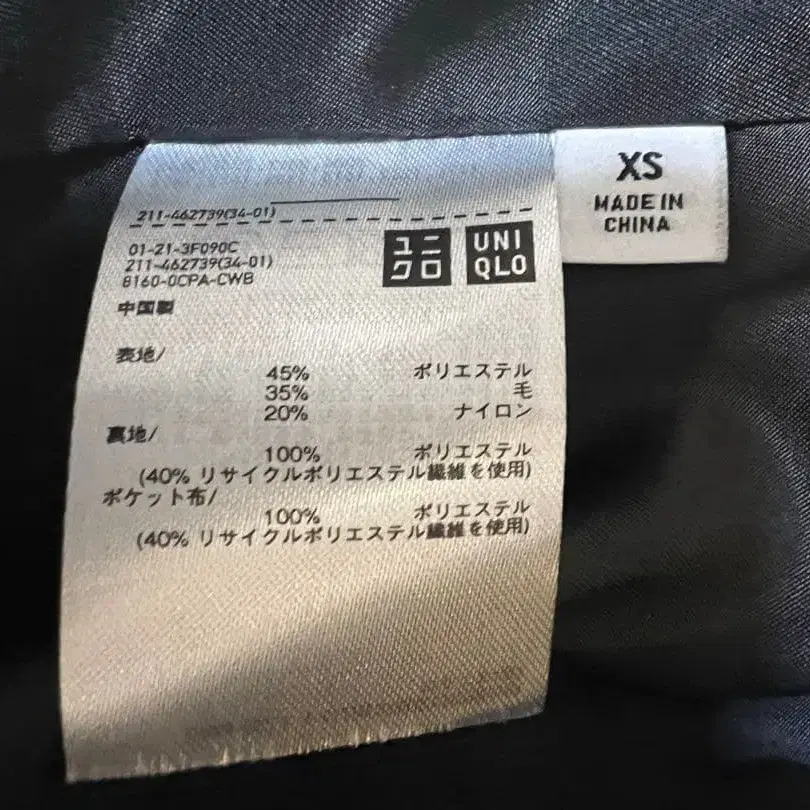 211-462739(34-01)
01-21-3F090C
211-462739(34-01)
8160-0CPA-CWB
ユニ
クロ
UNI
QLO
中国製
表地/
45% ポリエステル
35% 毛
20% ナイロン
裏地/
100% ポリエステル
(40% リサイクルポリエステル繊維を使用)
ポケット布/
100% ポリエステル
(40% リサイクルポリエステル繊維を使用)
XS
MADE IN
CHINA